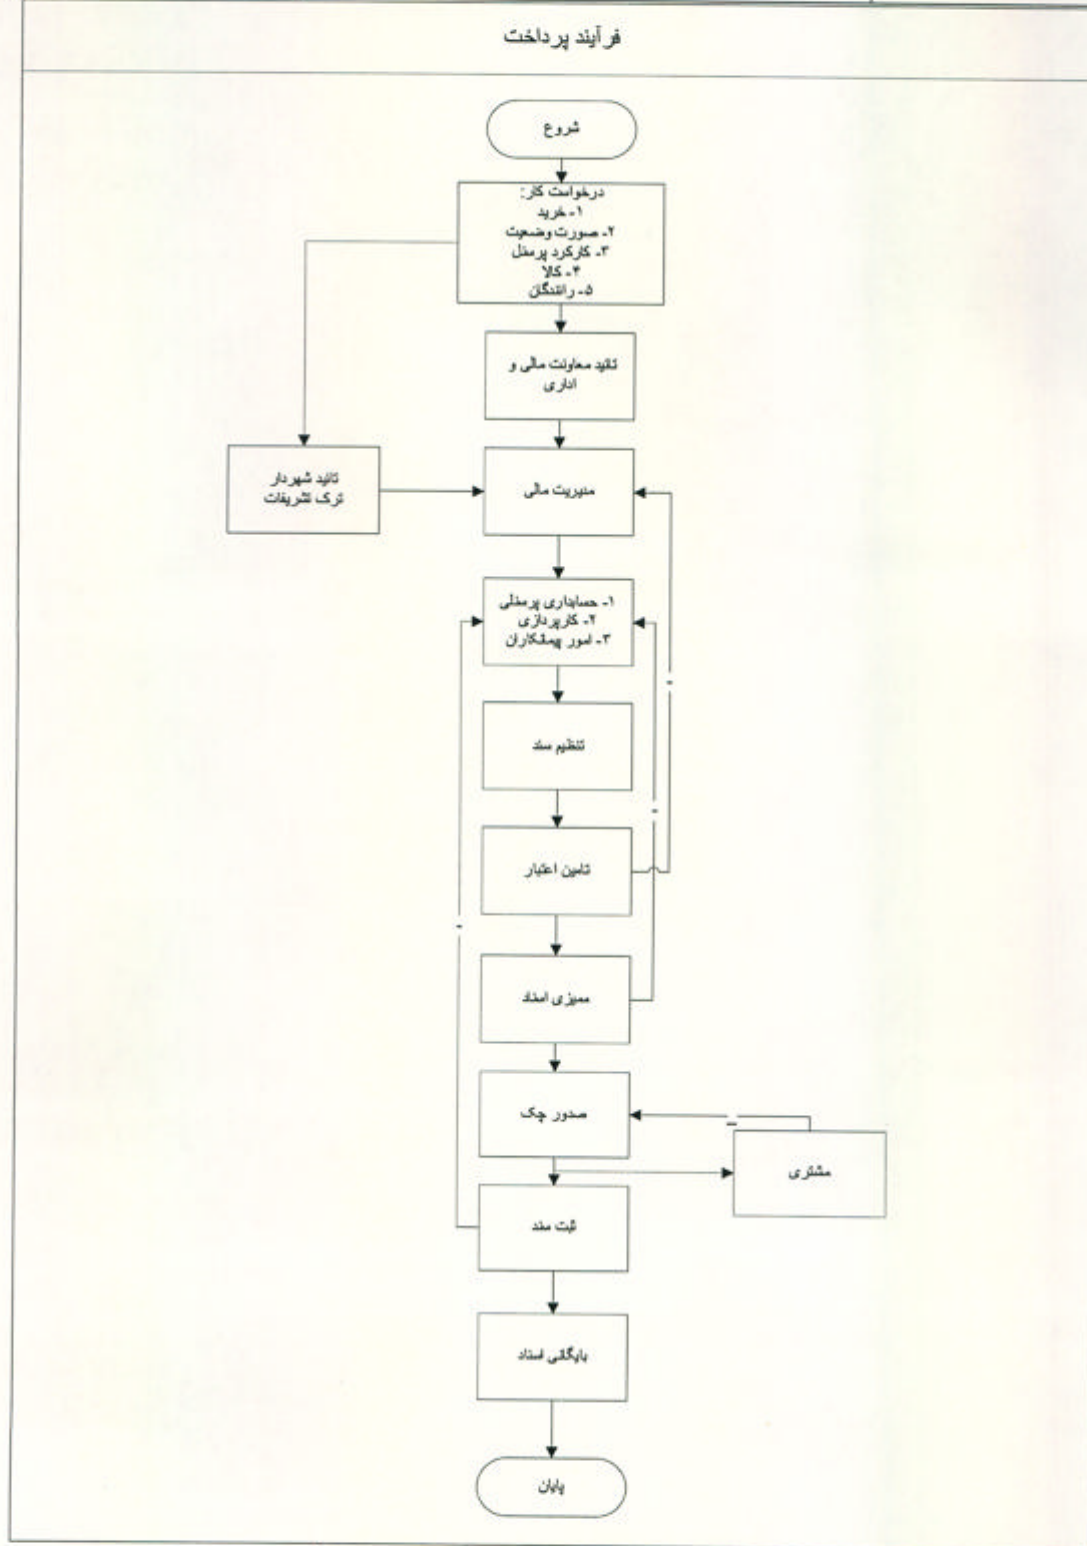 فرآیند پرداخت
شروع
درخواست کار:
۱- خرید
۲- صورت وضعیت
۳- کارکرد پرسنل
۴- کالا
۵- رانندگان
تائید معاونت مالی و
اداری
تائید شهردار
ترک تشریفات
مدیریت مالی
۱- حسابداری پرسنلی
۲- کارپردازی
۳- امور پیمانکاران
تنظیم سند
تامین اعتبار
ممیزی اسناد
صدور چک
مشتری
ثبت سند
بایگانی اسناد
پایان